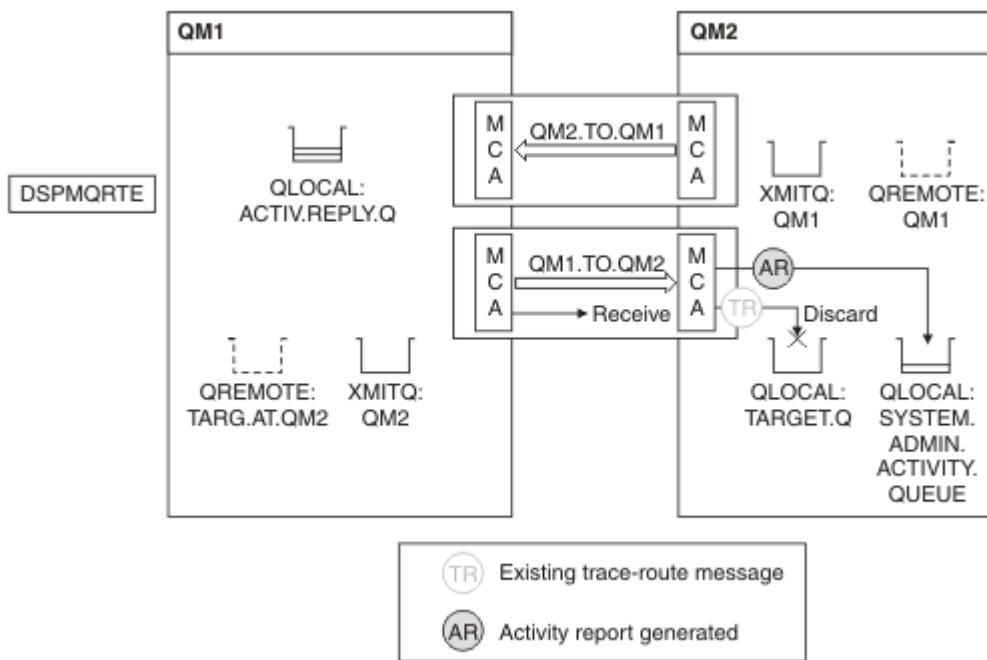 QM1
QM2
DSPMQRTE
QLOCAL:
ACTIV.REPLY.Q
M
C
A
QM2.TO.QM1
M
C
A
XMITQ:
QM1
QREMOTE:
QM1
M
C
A
QM1.TO.QM2
Receive
M
C
A
AR
TR
Discard
QREMOTE:
TARG.AT.QM2
XMITQ:
QM2
QLOCAL:
TARGET.Q
QLOCAL:
SYSTEM.
ADMIN.
ACTIVITY.
QUEUE
TR Existing trace-route message
AR Activity report generated